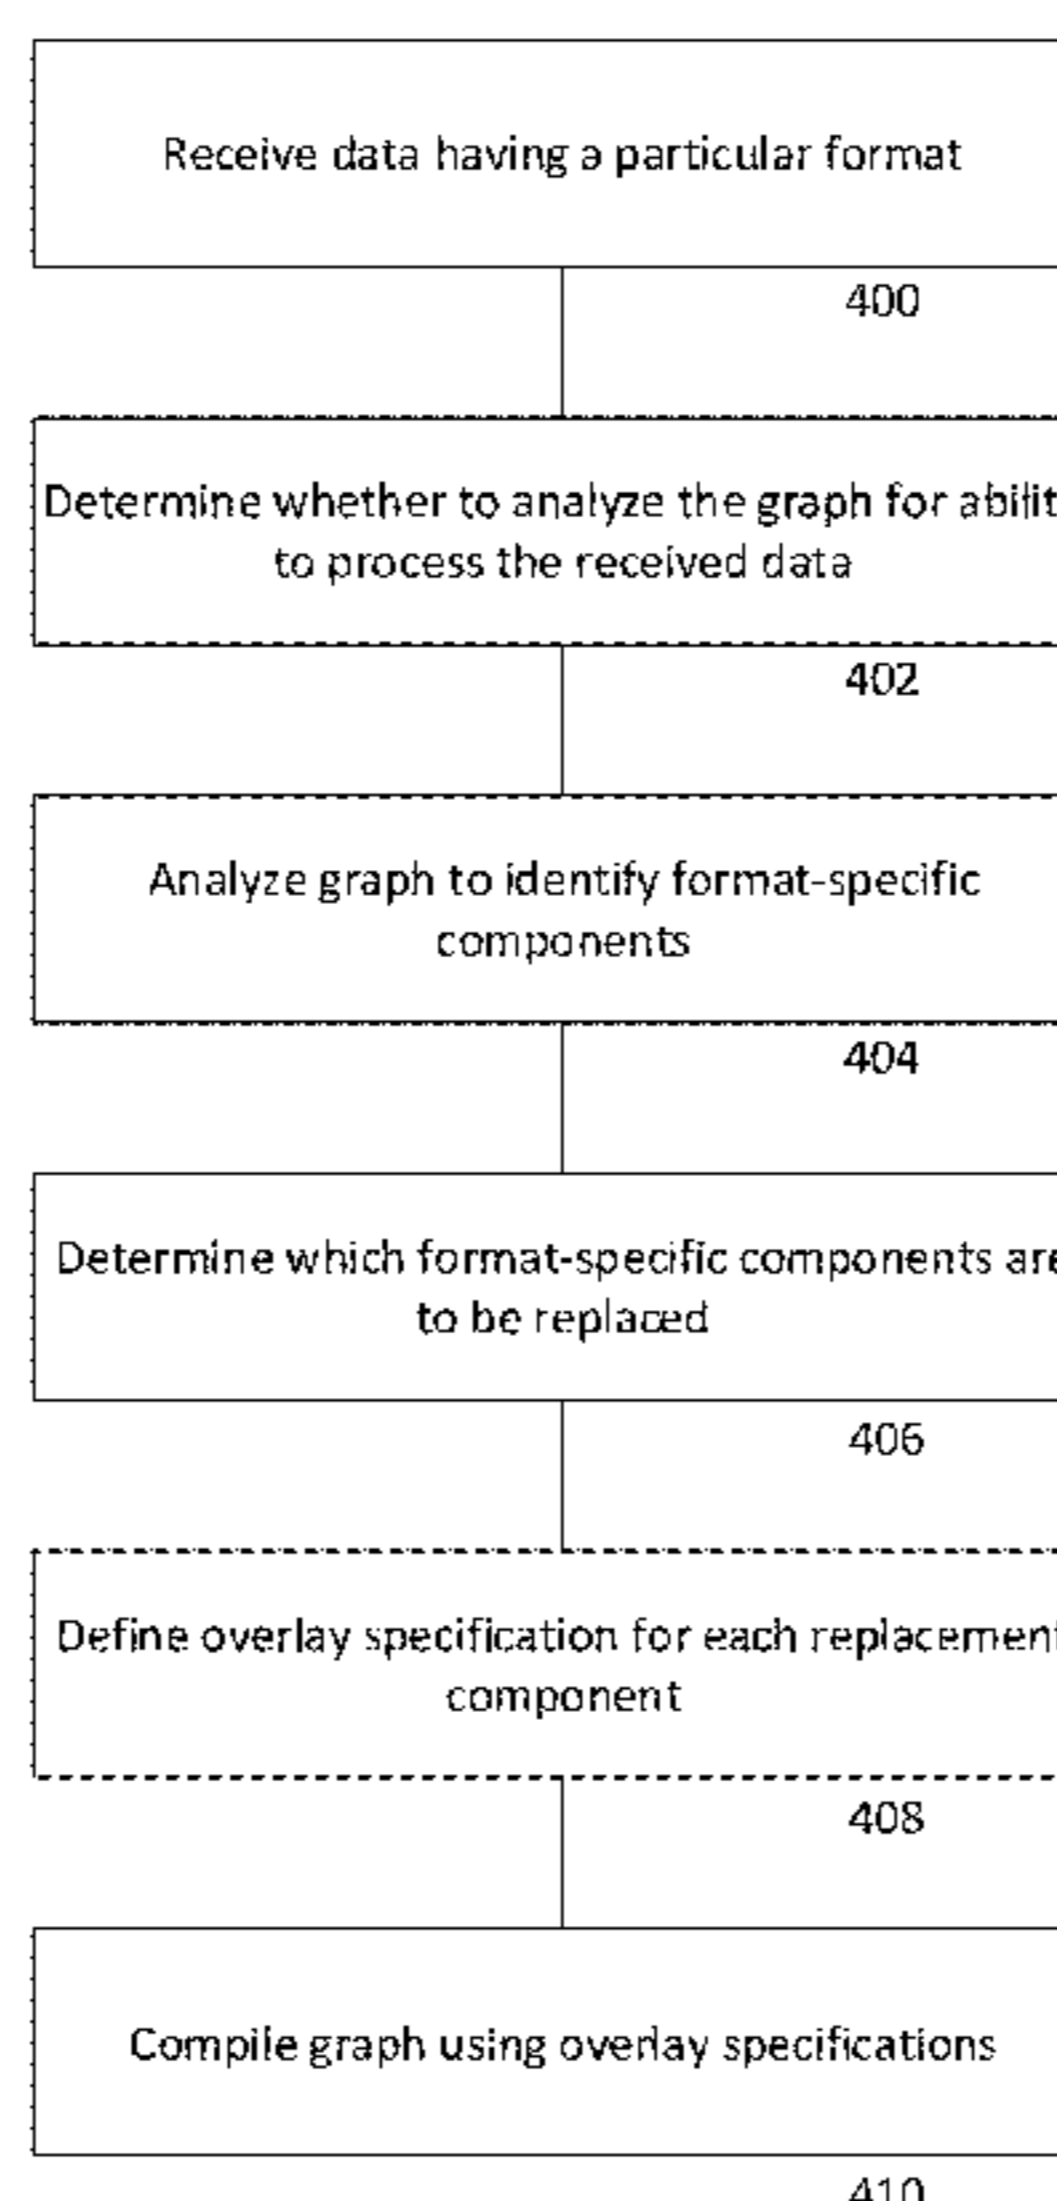 Receive data having a particular format
400
Determine whether to analyze the graph for abilit
to process the received data
402
Analyze graph to identify format-specific
components
404
Determine which format-specific components are
to be replaced
406
Define overlay specification for each replacement
component
408
Compile graph using overlay specifications
410